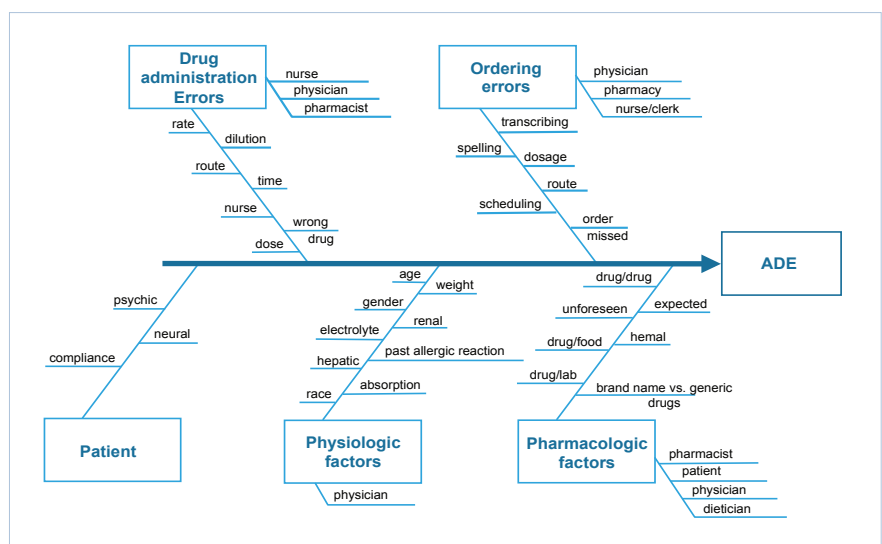 Drug
administration
Errors
nurse
physician
pharmacist
rate
dilution
route
time
nurse
wrong
drug
dose
Ordering
errors
physician
pharmacy
nurse/clerk
transcribing
spelling
dosage
route
scheduling
order
missed
ADE
psychic
neural
compliance
Patient
age
weight
gender
renal
electrolyte
past allergic reaction
hepatic
absorption
race
Physiologic
factors
physician
drug/drug
expected
unforeseen
hemal
drug/food
drug/lab
brand name vs. generic
drugs
Pharmacologic
factors
pharmacist
patient
physician
dietician